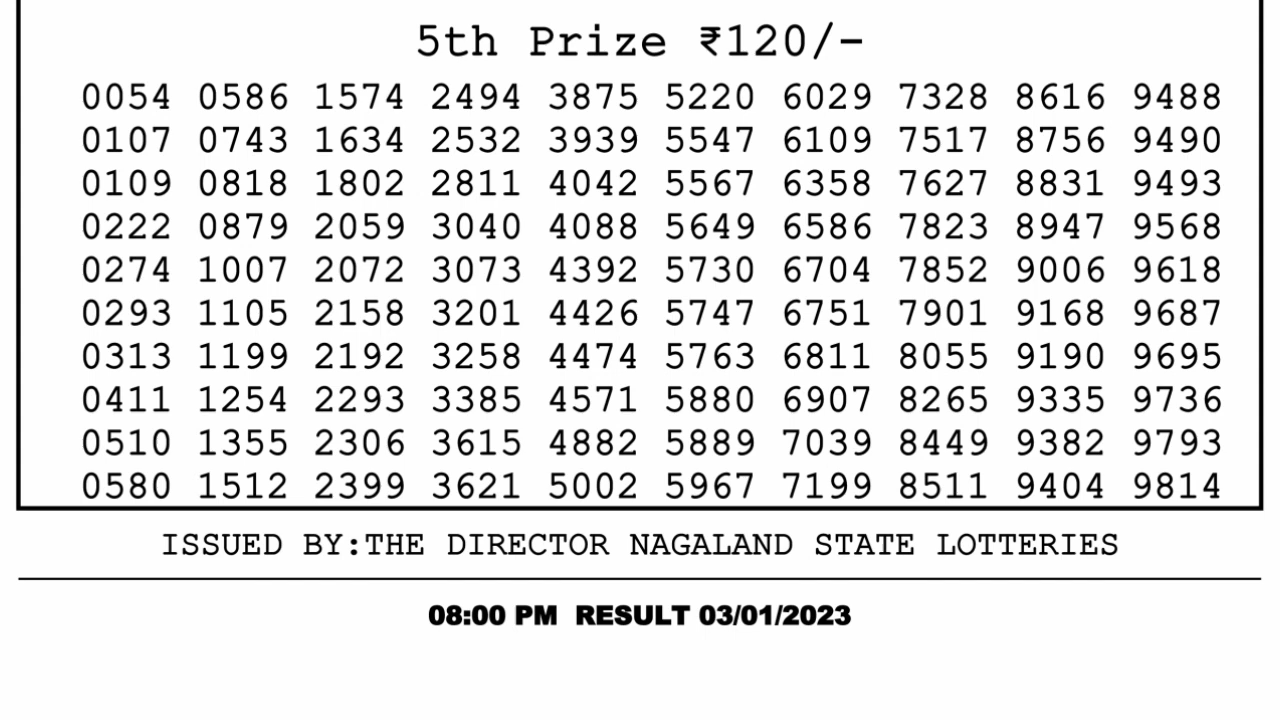 5th Prize ₹120/-
0054 0586 1574 2494 3875 5220 6029 7328 8616 9488
0107 0743 1634 2532 3939 5547 6109 7517 8756 9490
0109 0818 1802 2811 4042 5567 6358 7627 8831 9493
0222 0879 2059 3040 4088 5649 6586 7823 8947 9568
0274 1007 2072 3073 4392 5730 6704 7852 9006 9618
0293 1105 2158 3201 4426 5747 6751 7901 9168 9687
0313 1199 2192 3258 4474 5763 6811 8055 9190 9695
0411 1254 2293 3385 4571 5880 6907 8265 9335 9736
0510 1355 2306 3615 4882 5889 7039 8449 9382 9793
0580 1512 2399 3621 5002 5967 7199 8511 9404 9814
ISSUED BY:THE DIRECTOR NAGALAND STATE LOTTERIES
08:00 PM RESULT 03/01/2023